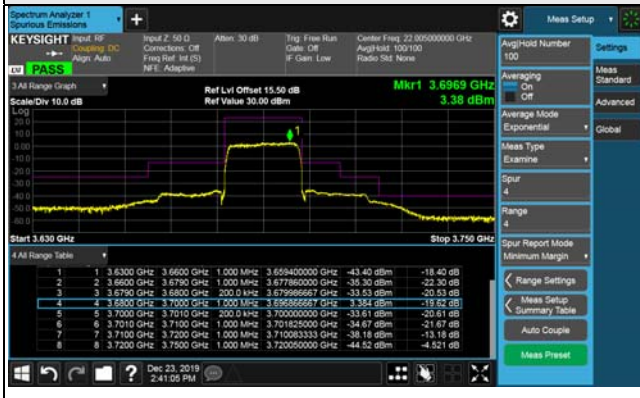 Spectrum Analyzer 1
Spurious Emissions
Meas Setup
KEYSIGHT Input: RF
Coupling: DC
Align: Auto
Input Z: 50 Ω
Corrections: Off
Freq Ref: Int (S)
NFE: Adaptive
Atten: 30 dB
Trig: Free Run
Gate: Off
IF Gain: Low
Center Freq: 22.005000000 GHz
Avg|Hold: 100/100
Radio Std: None
LXI PASS
3 All Range Graph
Scale/Div 10.0 dB
Ref Lvl Offset 15.50 dB
Ref Value 30.00 dBm
Mkr1 3.6969 GHz
3.38 dBm
Log
20.0
10.0
0.00
-10.0
-20.0
-30.0
-40.0
-50.0
-60.0
1
Start 3.630 GHz
Stop 3.750 GHz
4 All Range Table
1 1 3.6300 GHz 3.6600 GHz 1.000 MHz 3.659400000 GHz -43.40 dBm -18.40 dB
2 2 3.6600 GHz 3.6790 GHz 1.000 MHz 3.677860000 GHz -35.30 dBm -22.30 dB
3 3 3.6790 GHz 3.6800 GHz 200.0 kHz 3.679986667 GHz -33.53 dBm -20.53 dB
4 4 3.6800 GHz 3.7000 GHz 1.000 MHz 3.696866667 GHz 3.384 dBm -19.62 dB
5 5 3.7000 GHz 3.7010 GHz 200.0 kHz 3.700000000 GHz -33.61 dBm -20.61 dB
6 6 3.7010 GHz 3.7100 GHz 1.000 MHz 3.701825000 GHz -34.67 dBm -21.67 dB
7 7 3.7100 GHz 3.7200 GHz 1.000 MHz 3.710083333 GHz -38.18 dBm -13.18 dB
8 8 3.7200 GHz 3.7500 GHz 1.000 MHz 3.720050000 GHz -44.52 dBm -4.521 dB
Dec 23, 2019
2:41:05 PM
Avg|Hold Number
100
Averaging
On
Off
Average Mode
Exponential
Meas Type
Examine
Spur
4
Range
4
Spur Report Mode
Minimum Margin
Range Settings
Meas Setup
Summary Table
Auto Couple
Meas Preset
Settings
Meas
Standard
Advanced
Global